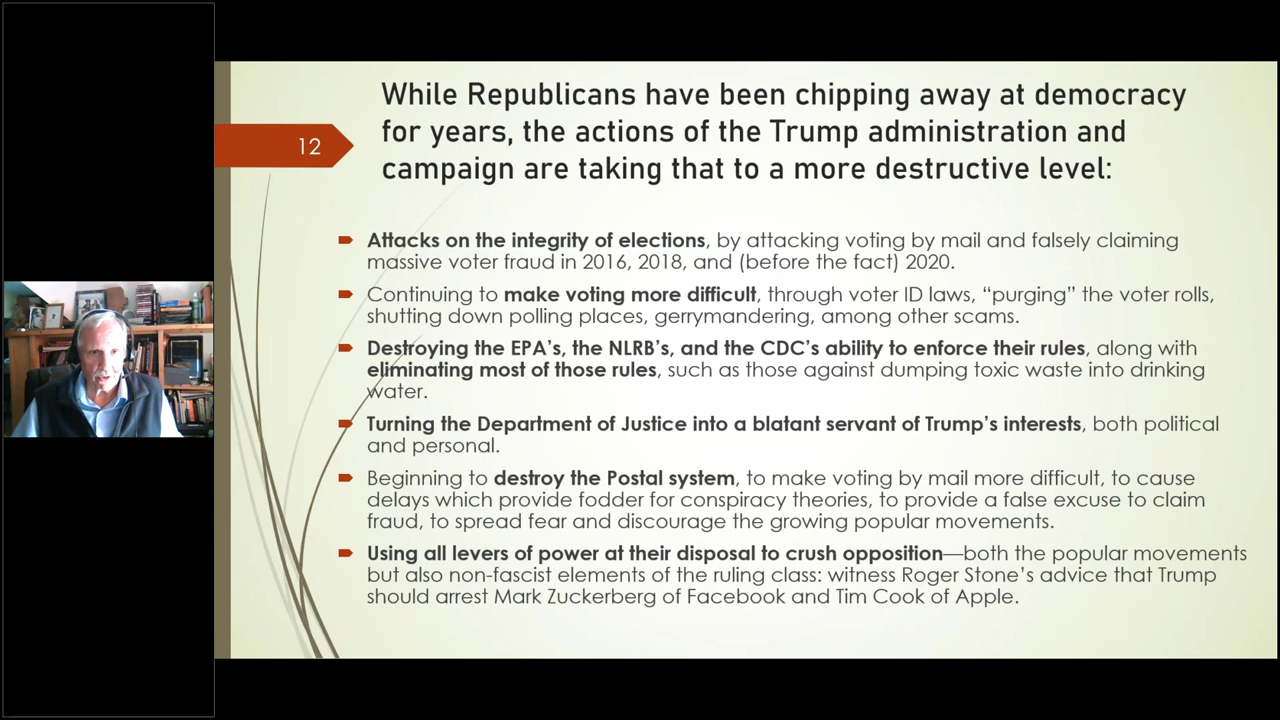 12
While Republicans have been chipping away at democracy
for years, the actions of the Trump administration and
campaign are taking that to a more destructive level:
Attacks on the integrity of elections, by attacking voting by mail and falsely claiming
massive voter fraud in 2016, 2018, and (before the fact) 2020.
Continuing to make voting more difficult, through voter ID laws, “purging” the voter rolls,
shutting down polling places, gerrymandering, among other scams.
Destroying the EPA’s, the NLRB’s, and the CDC’s ability to enforce their rules, along with
eliminating most of those rules, such as those against dumping toxic waste into drinking
water.
Turning the Department of Justice into a blatant servant of Trump’s interests, both political
and personal.
Beginning to destroy the Postal system, to make voting by mail more difficult, to cause
delays which provide fodder for conspiracy theories, to provide a false excuse to claim
fraud, to spread fear and discourage the growing popular movements.
Using all levers of power at their disposal to crush opposition—both the popular movements
but also non-fascist elements of the ruling class: witness Roger Stone’s advice that Trump
should arrest Mark Zuckerberg of Facebook and Tim Cook of Apple.